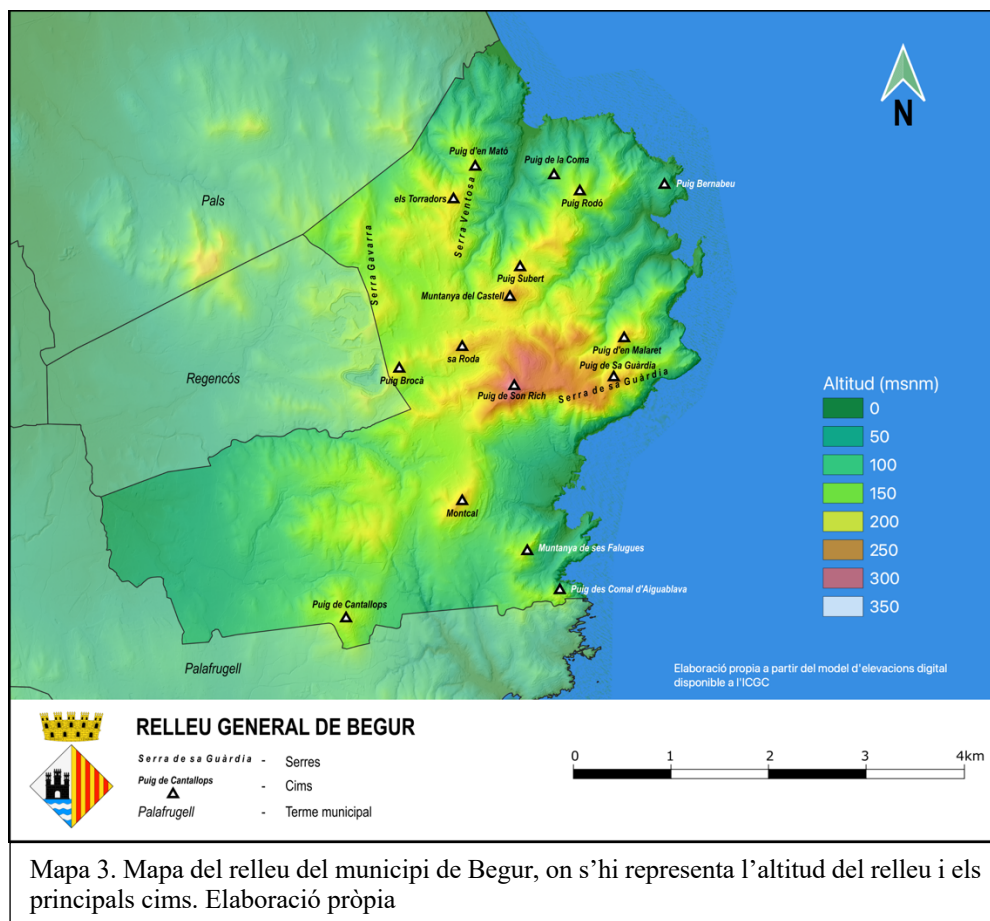 N
Puig d'en Mató
Puig de la Coma
Puig Bernabeu
els Torradors
Puig Rodó
Pals
Serra Ventosa
Serra Gavarra
Puig Subert
Muntanya del Castell
sa Roda
Puig d'en Malaret
Puig Brocà
Puig de Sa Guàrdia
Regencós
Puig de Son Rich
Serra de sa Guàrdia
Altitud (msnm)
0
50
100
150
200
250
300
350
Montcal
Muntanya de ses Falugues
Puig des Comal d'Aiguablava
Puig de Cantallops
Palafrugell
Elaboració propia a partir del model d'elevacions digital
disponible a l'ICGC
RELLEU GENERAL DE BEGUR
Serra de sa Guàrdia - Serres
Puig de Cantallops - Cims
Palafrugell - Terme municipal
0 1 2 3 4km
Mapa 3. Mapa del relleu del municipi de Begur, on s’hi representa l’altitud del relleu i els
principals cims. Elaboració pròpia